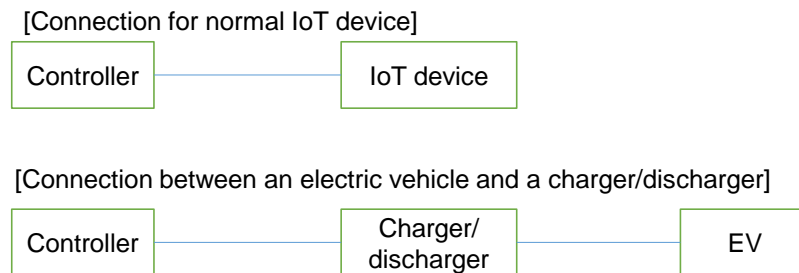 [Connection for normal IoT device]
Controller
IoT device
[Connection between an electric vehicle and a charger/discharger]
Controller
Charger/
discharger
EV